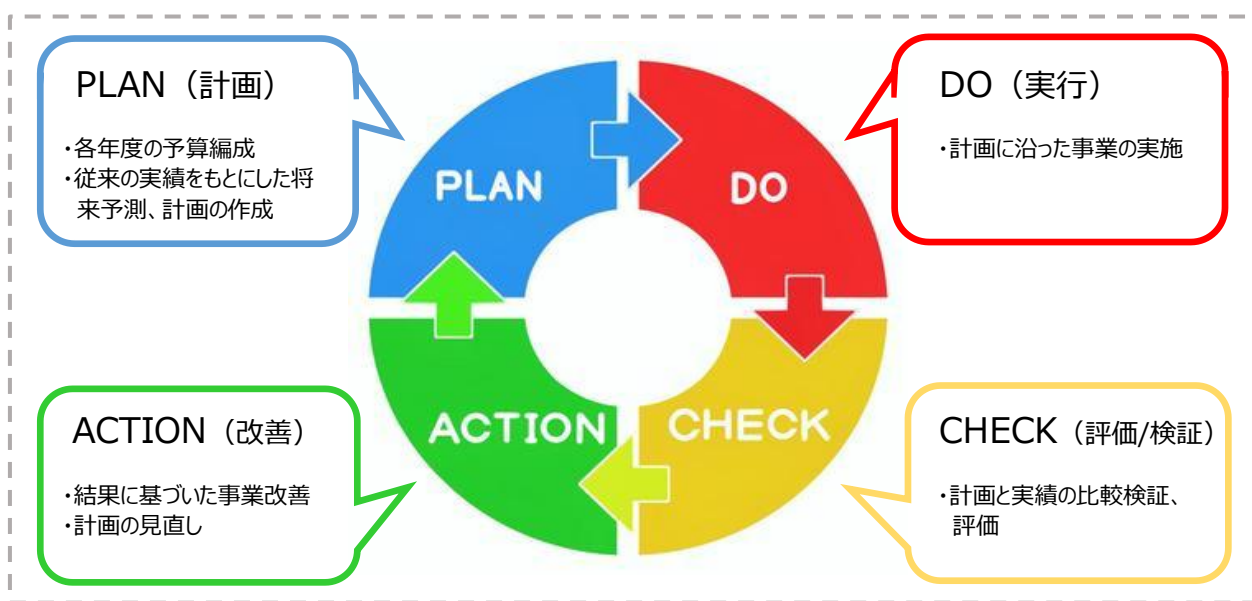 PLAN（計画）
・各年度の予算編成
・従来の実績をもとにした将
来予測、計画の作成
DO（実行）
・計画に沿った事業の実施
PLAN
DO
ACTION
CHECK
ACTION（改善）
・結果に基づいた事業改善
・計画の見直し
CHECK（評価/検証）
・計画と実績の比較検証、
評価